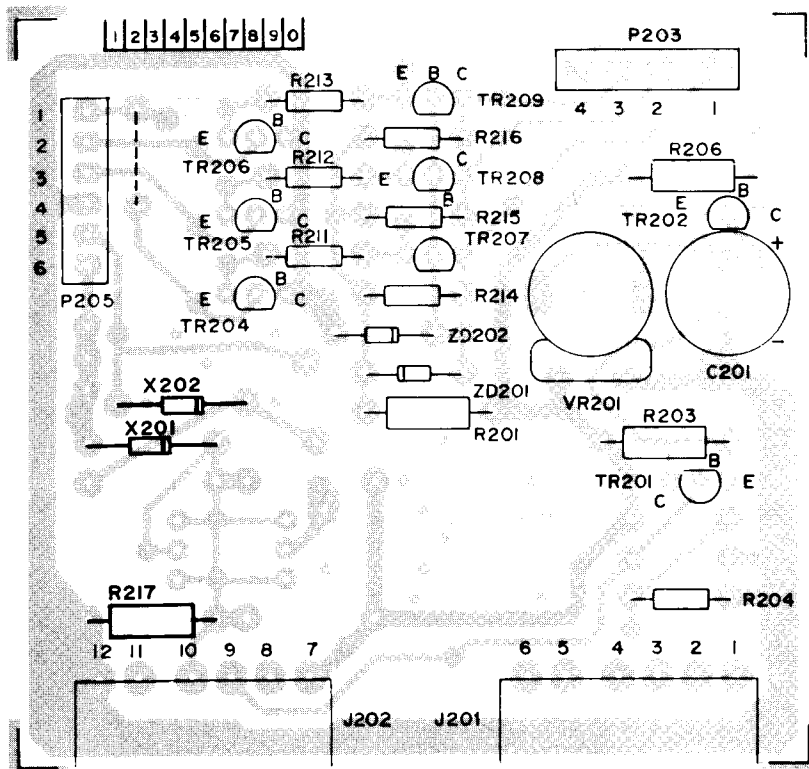 1 2 3 4 5 6 7 8 9 0
P203
4 3 2 1
R213
E B C
TR209
1
2
3
4
5
6
P205
E B C
TR206
R216
R212
E C B
TR208
R206
E B C
TR202
E B C
TR205
R215
R211
TR207
+
-
C201
E B C
TR204
R214
ZD202
ZD201
VR201
X202
X201
R201
R203
TR201
B
C E
R217
R204
12 11 10 9 8 7
6 5 4 3 2 1
J202 J201